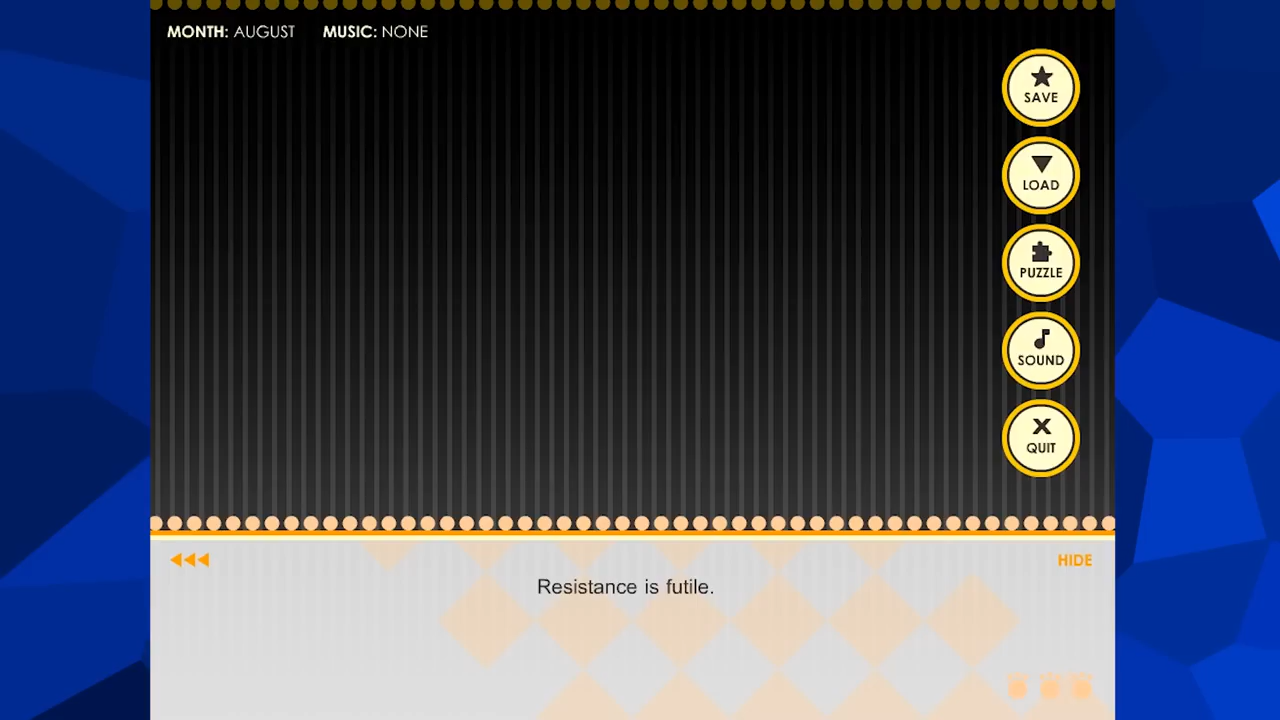 MONTH: AUGUST MUSIC: NONE
SAVE
LOAD
PUZZLE
SOUND
QUIT
HIDE
Resistance is futile.